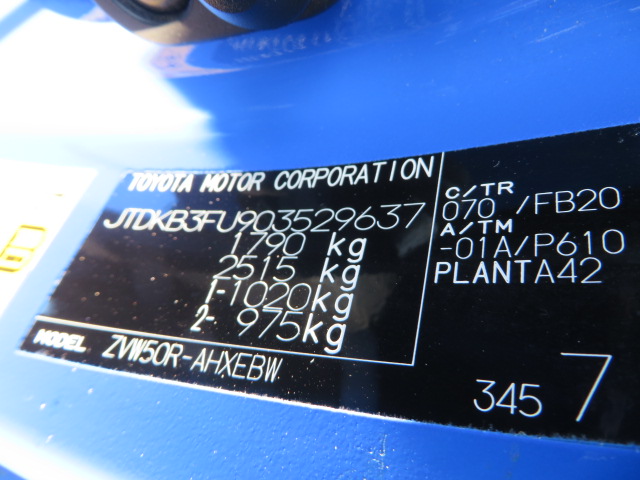 TOYOTA MOTOR CORPORATION
JTDKB3FU903529637
1790 kg
2515 kg
1-1020kg
2- 975kg
MODEL ZVW50R-AHXEBW
C/TR
070 /FB20
A/TM
-01A/P610
PLANTA42
345 7